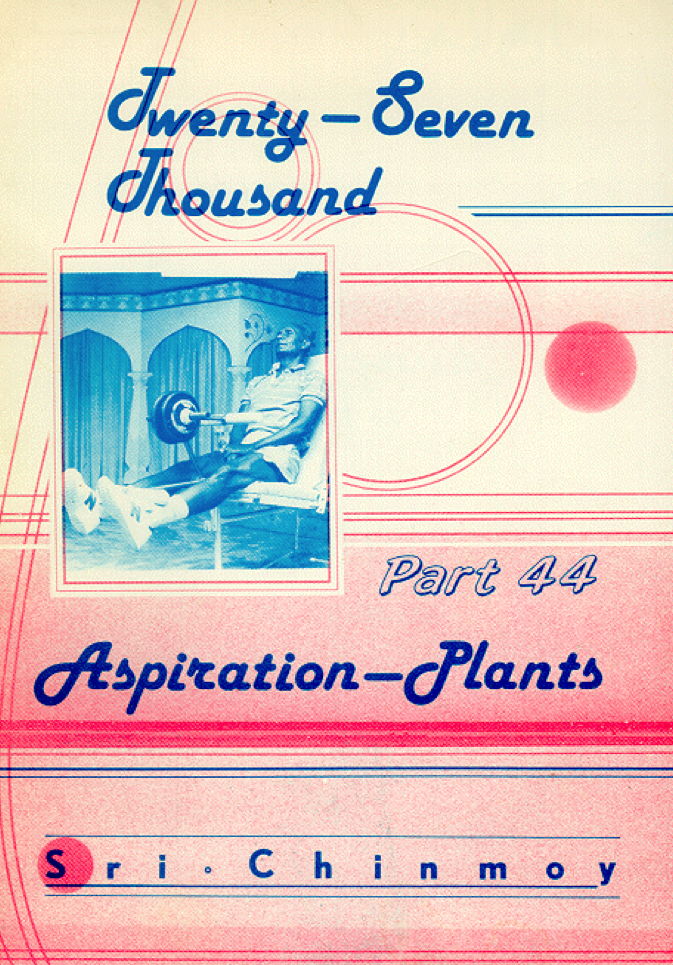 Twenty-Seven
Thousand
Part 44
Aspiration-Plants
Sri Chinmoy